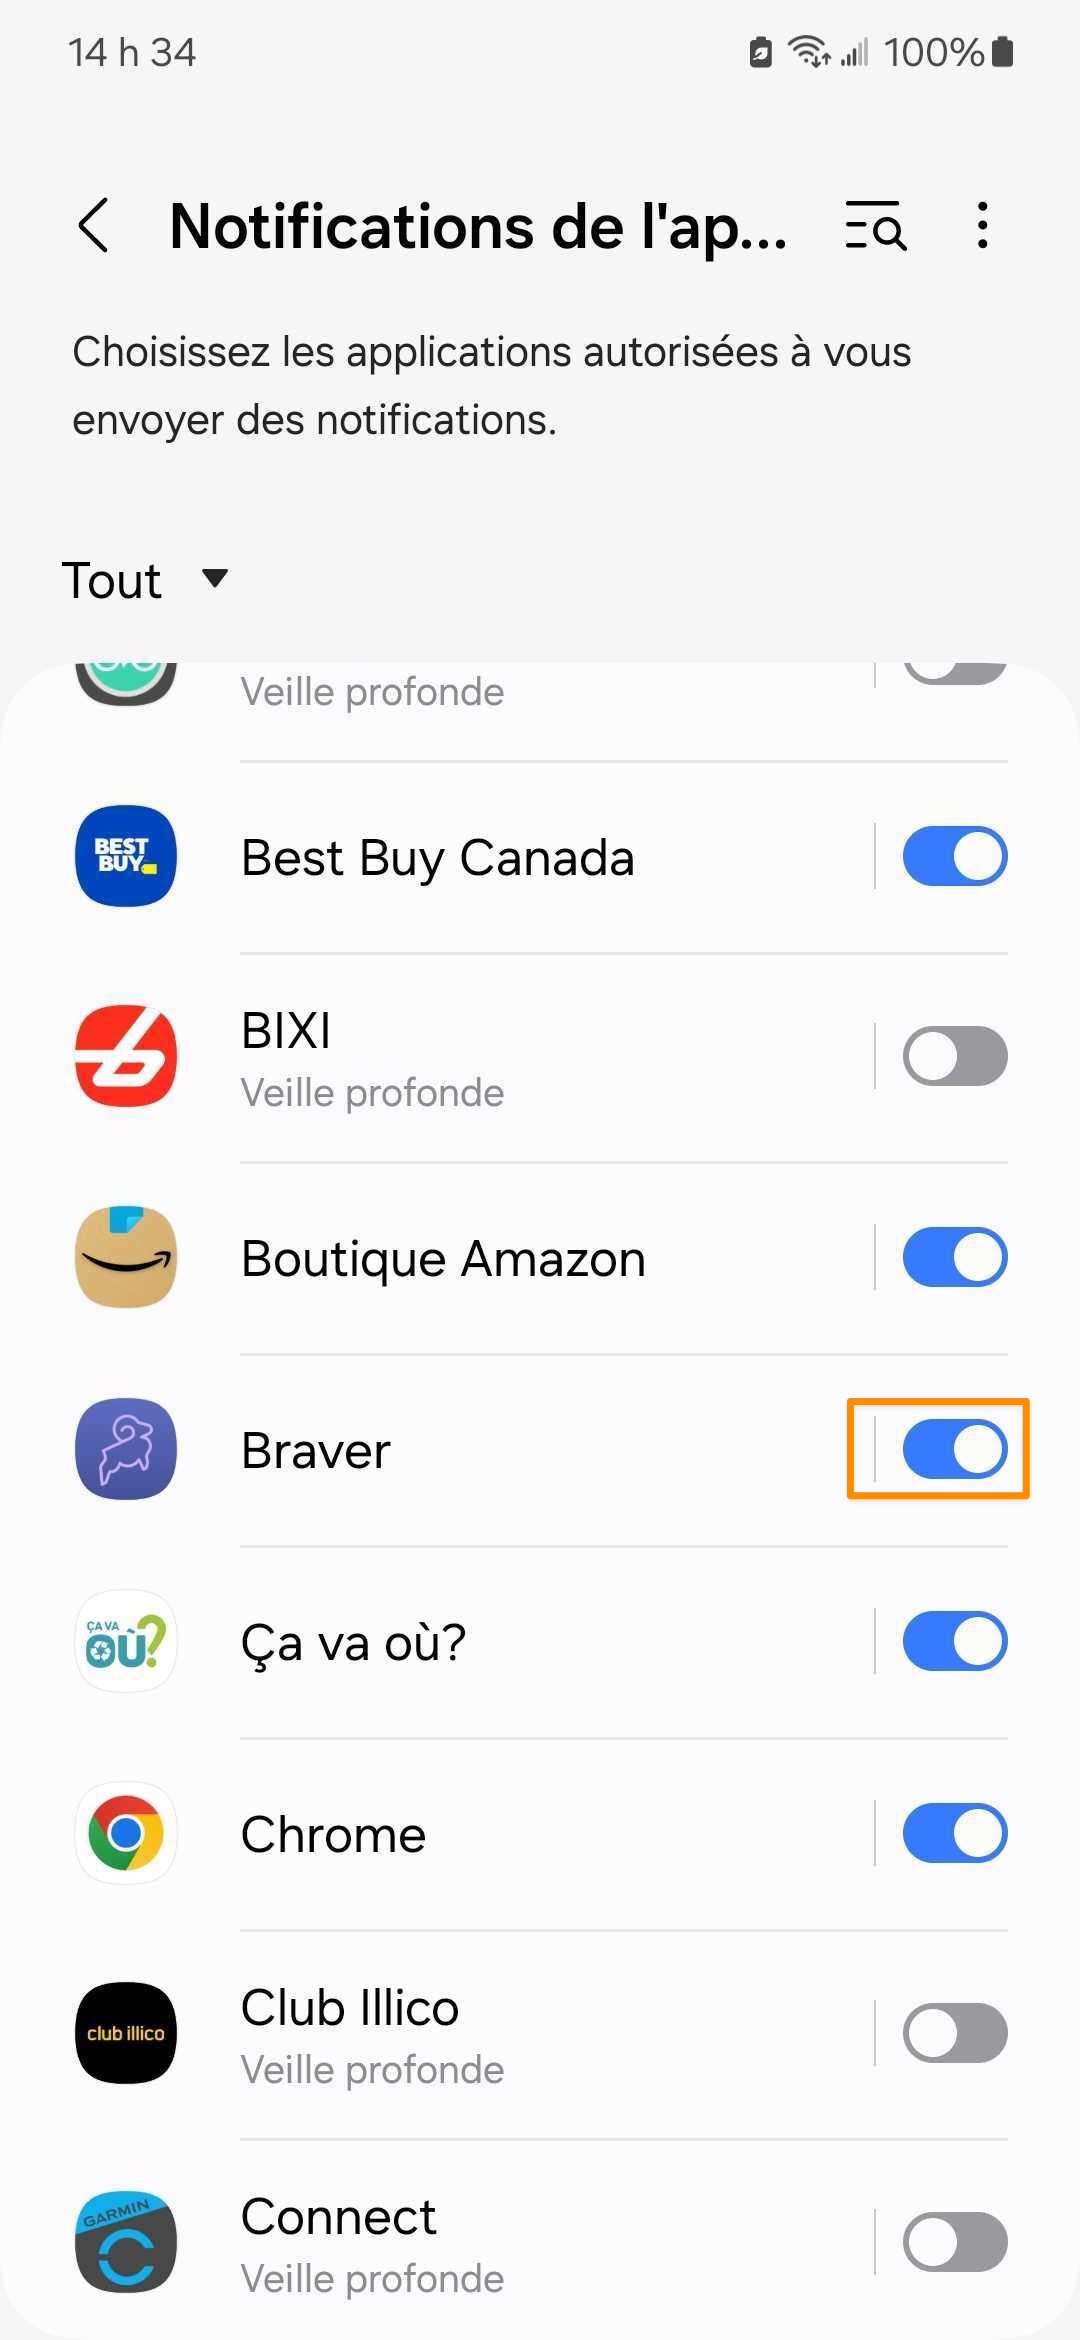 14 h 34
100%
Notifications de l'ap...
Choisissez les applications autorisées à vous
envoyer des notifications.
Tout
Veille profonde
BEST
BUY
Best Buy Canada
BIXI
Veille profonde
Boutique Amazon
Braver
ÇA VA
OÙ?
Ça va où?
Chrome
club illico
Club Illico
Veille profonde
GARMIN
Connect
Veille profonde